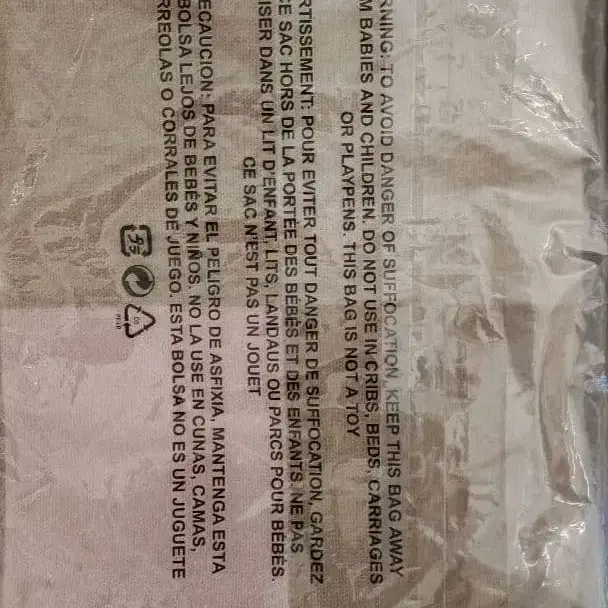 RNING: TO AVOID DANGER OF SUFFOCATION, KEEP THIS BAG AWAY
M BABIES AND CHILDREN. DO NOT USE IN CRIBS, BEDS, CARRIAGES
OR PLAYPENS. THIS BAG IS NOT A TOY
RTISSEMENT: POUR EVITER TOUT DANGER DE SUFFOCATION, GARDEZ
CE SAC HORS DE LA PORTÉE DES BÉBÉS ET DES ENFANTS. NE PAS
ISER DANS UN LIT D'ENFANT, LITS, LANDAUS OU PARCS POUR BÉBÉS.
CE SAC N'EST PAS UN JOUET
ECAUCION: PARA EVITAR EL PELIGRO DE ASFIXIA, MANTENGA ESTA
BOLSA LEJOS DE BEBÉS Y NIÑOS. NO LA USE EN CUNAS, CAMAS,
RREOLAS O CORRALES DE JUEGO. ESTA BOLSA NO ES UN JUGUETE